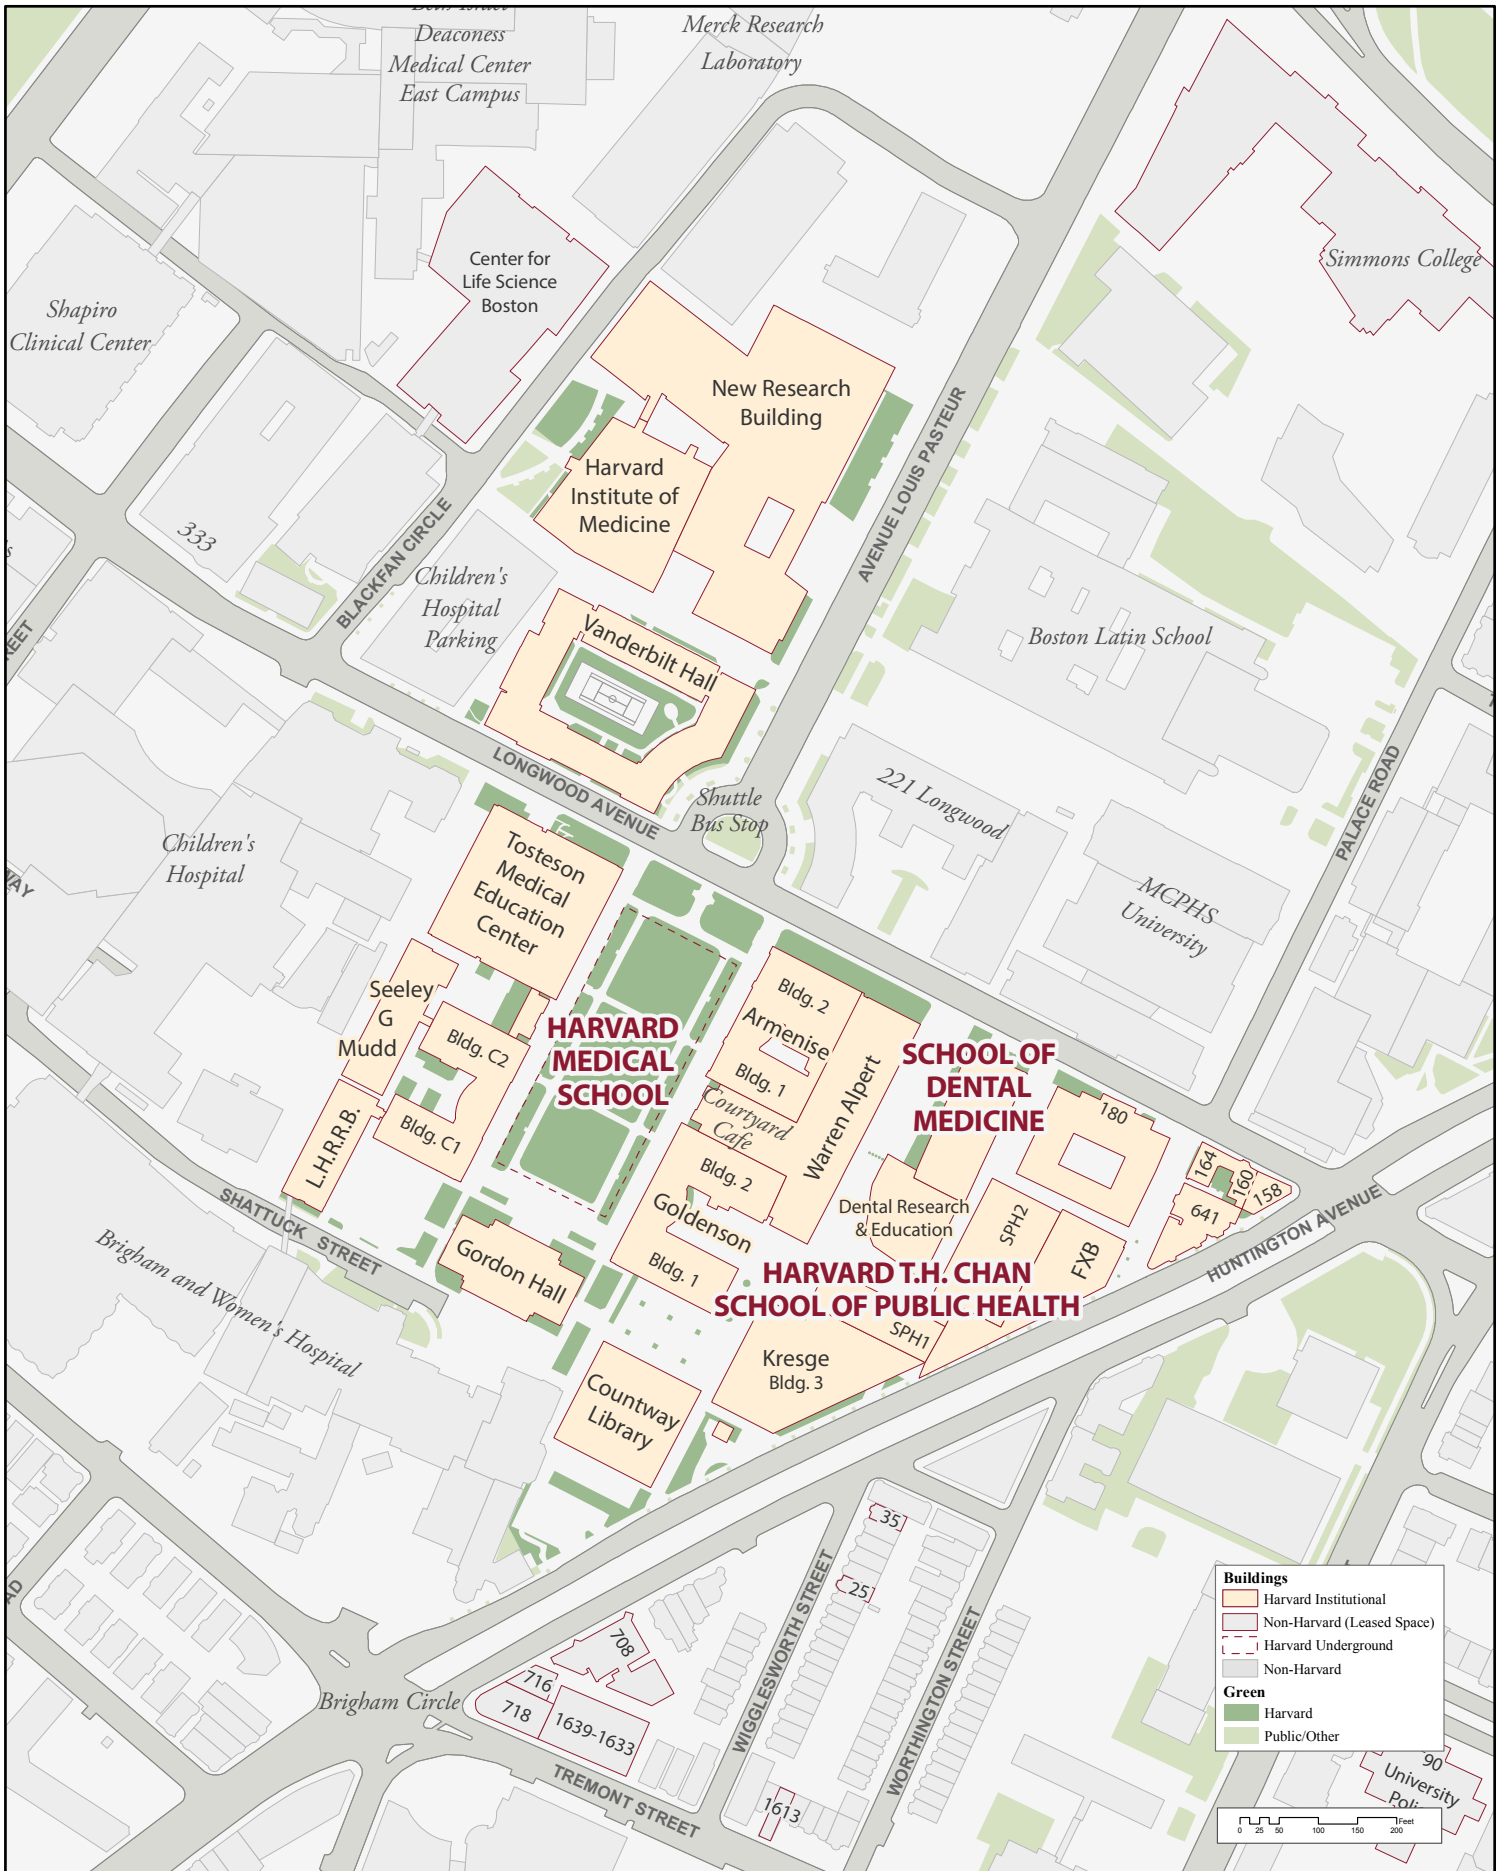 Deaconess
Medical Center
East Campus
Merck Research
Laboratory
Simmons College
Center for
Life Science
Boston
Shapiro
Clinical Center
New Research
Building
Harvard
Institute of
Medicine
AVENUE LOUIS PASTEUR
333
BLACKFAN CIRCLE
Children's
Hospital
Parking
Vanderbilt Hall
Boston Latin School
LONGWOOD AVENUE
Shuttle
Bus Stop
221 Longwood
PALACE ROAD
Children's
Hospital
Tosteson
Medical
Education
Center
MCPHS
University
Seeley
G
Mudd
Bldg. C2
Bldg. C1
L.H.R.R.B.
HARVARD
MEDICAL
SCHOOL
Bldg. 2
Armenise
Bldg. 1
Courtyard
Cafe
Warren Alpert
SCHOOL OF
DENTAL
MEDICINE
180
164
160
158
641
Bldg. 2
Goldenson
Bldg. 1
Dental Research
& Education
SPH2
FXB
HUNTINGTON AVENUE
SHATTUCK STREET
Gordon Hall
HARVARD T.H. CHAN
SCHOOL OF PUBLIC HEALTH
SPH1
Kresge
Bldg. 3
Brigham and Women's Hospital
Countway
Library
35
25
WIGGLESWORTH STREET
WORTHINGTON STREET
708
716
718
1639-1633
Brigham Circle
TREMONT STREET
1613
Buildings
Harvard Institutional
Non-Harvard (Leased Space)
Harvard Underground
Non-Harvard
Green
Harvard
Public/Other
90
University
0 25 50 100 150 200
Feet